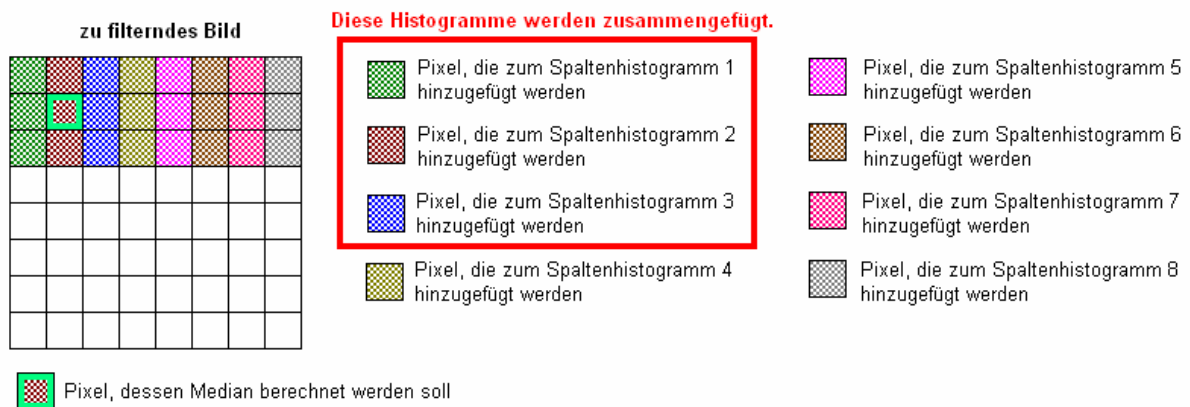 Diese Histogramme werden zusammengefügt.
zu filterndes Bild
Pixel, die zum Spaltenhistogramm 1
hinzugefügt werden
Pixel, die zum Spaltenhistogramm 2
hinzugefügt werden
Pixel, die zum Spaltenhistogramm 3
hinzugefügt werden
Pixel, die zum Spaltenhistogramm 4
hinzugefügt werden
Pixel, die zum Spaltenhistogramm 5
hinzugefügt werden
Pixel, die zum Spaltenhistogramm 6
hinzugefügt werden
Pixel, die zum Spaltenhistogramm 7
hinzugefügt werden
Pixel, die zum Spaltenhistogramm 8
hinzugefügt werden
Pixel, dessen Median berechnet werden soll